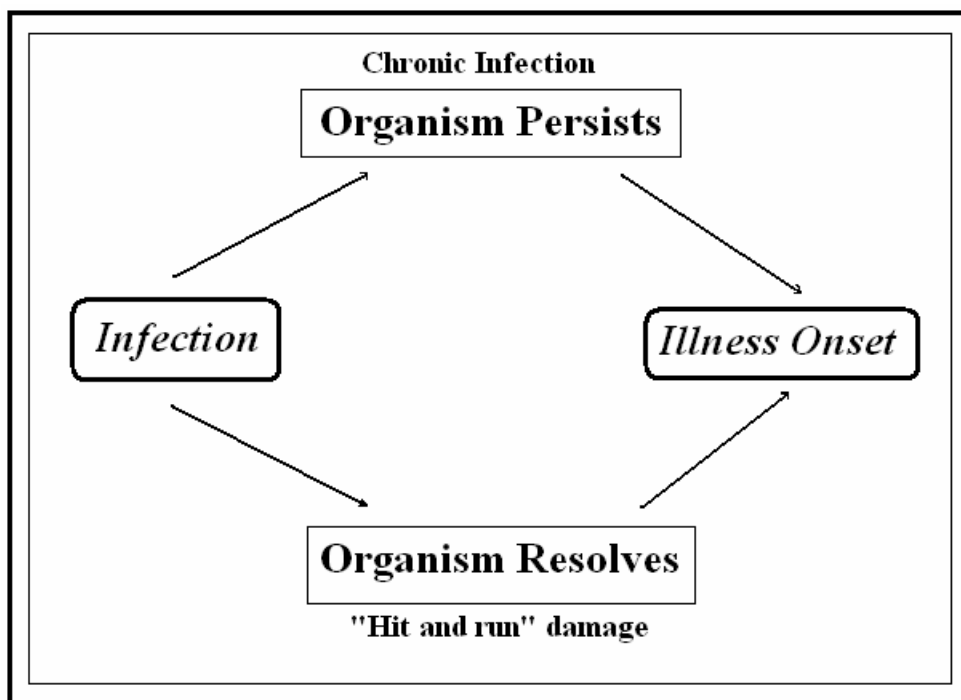 Chronic Infection
Organism Persists
Infection
Illness Onset
Organism Resolves
"Hit and run" damage